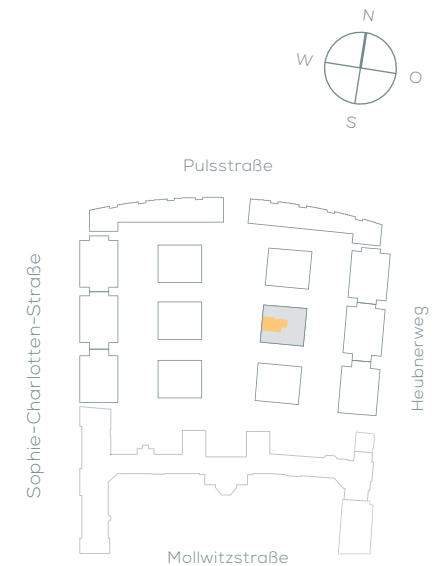 N
W
O
S
Pulsstraße
Sophie-Charlotten-Straße
Heubnerweg
Mollwitzstraße